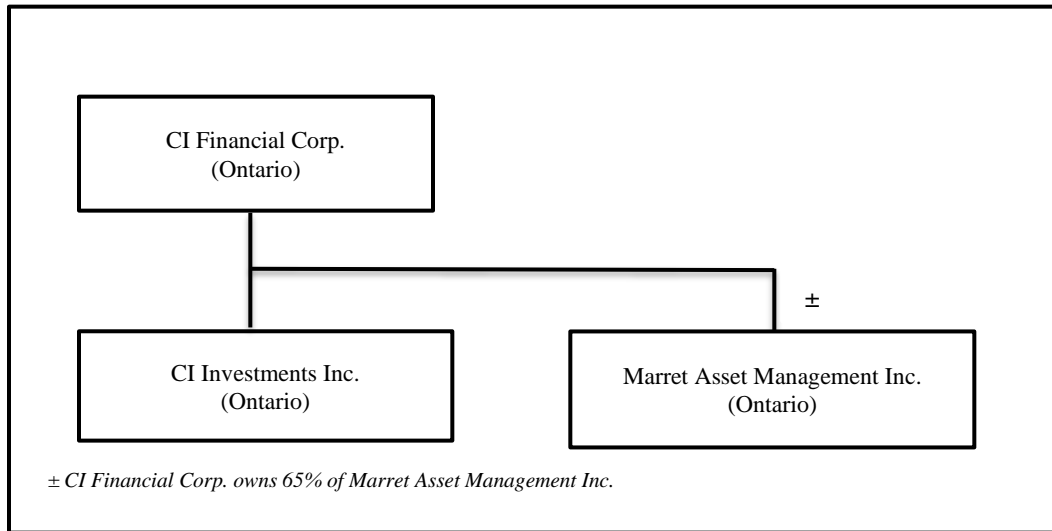 CI Financial Corp.
(Ontario)
±
CI Investments Inc.
(Ontario)
Marret Asset Management Inc.
(Ontario)
± CI Financial Corp. owns 65% of Marret Asset Management Inc.